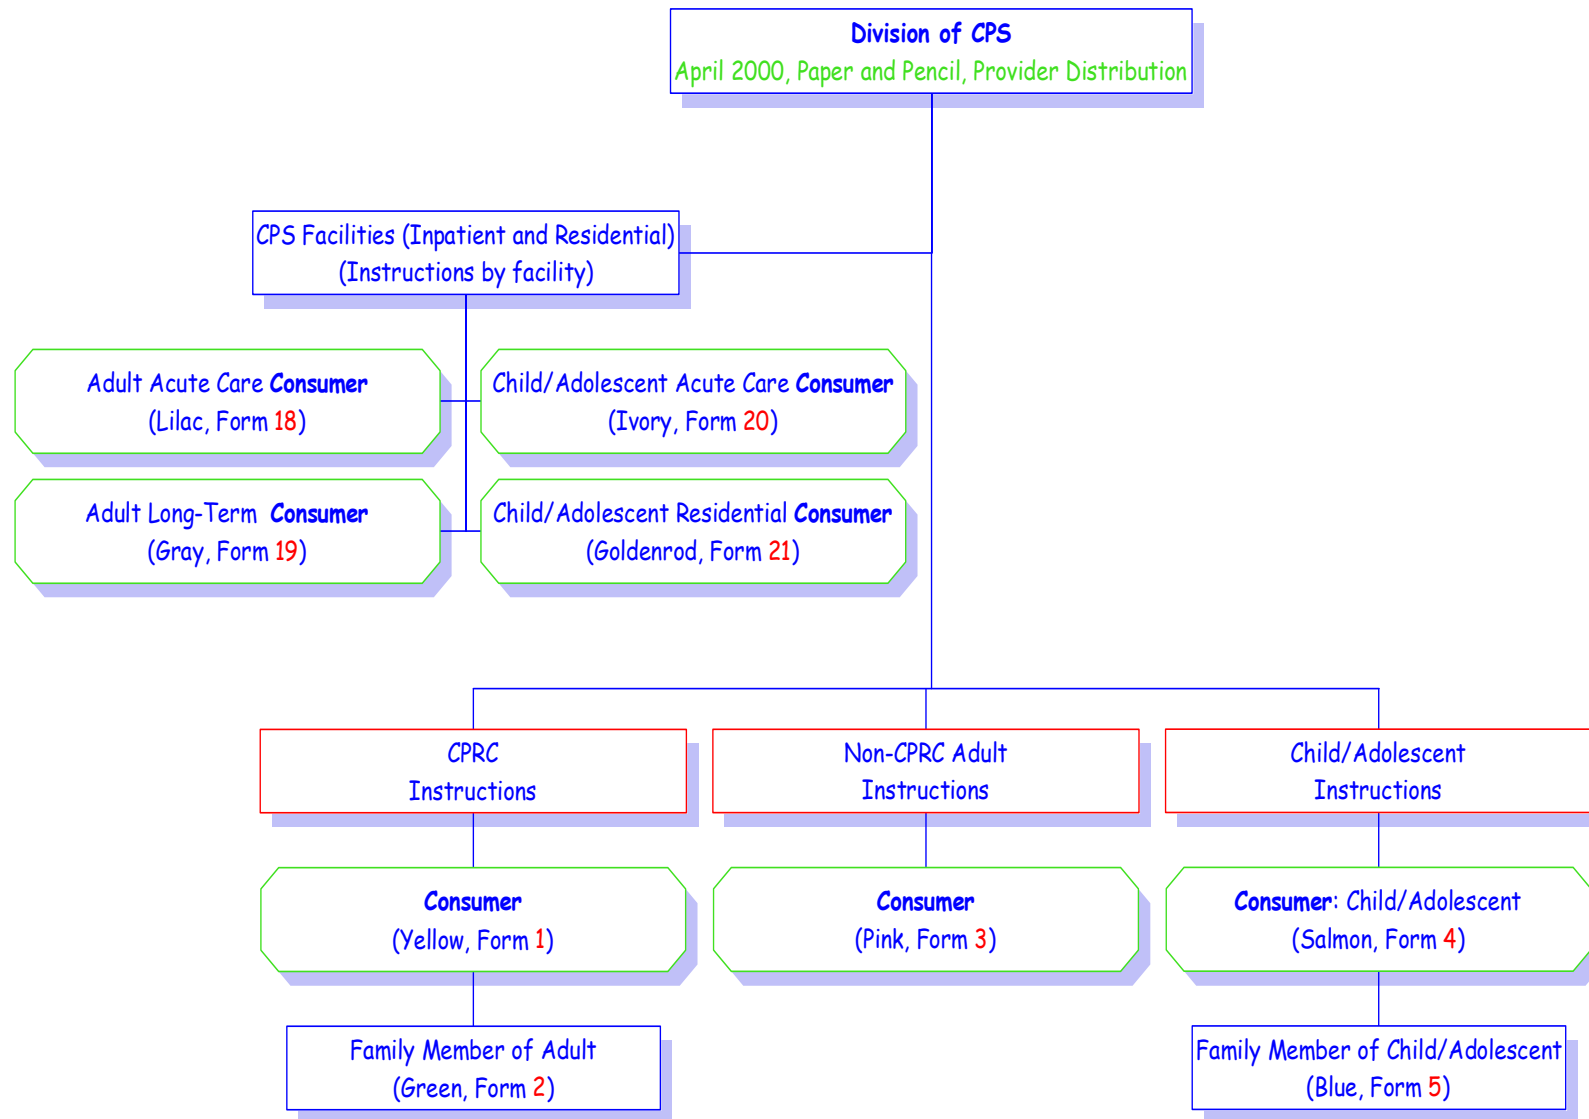 Division of CPS
April 2000, Paper and Pencil, Provider Distribution
CPS Facilities (Inpatient and Residential)
(Instructions by facility)
Adult Acute Care Consumer
(Lilac, Form 18)
Child/Adolescent Acute Care Consumer
(Ivory, Form 20)
Adult Long-Term Consumer
(Gray, Form 19)
Child/Adolescent Residential Consumer
(Goldenrod, Form 21)
CPRC
Instructions
Non-CPRC Adult
Instructions
Child/Adolescent
Instructions
Consumer
(Yellow, Form 1)
Consumer
(Pink, Form 3)
Consumer: Child/Adolescent
(Salmon, Form 4)
Family Member of Adult
(Green, Form 2)
Family Member of Child/Adolescent
(Blue, Form 5)